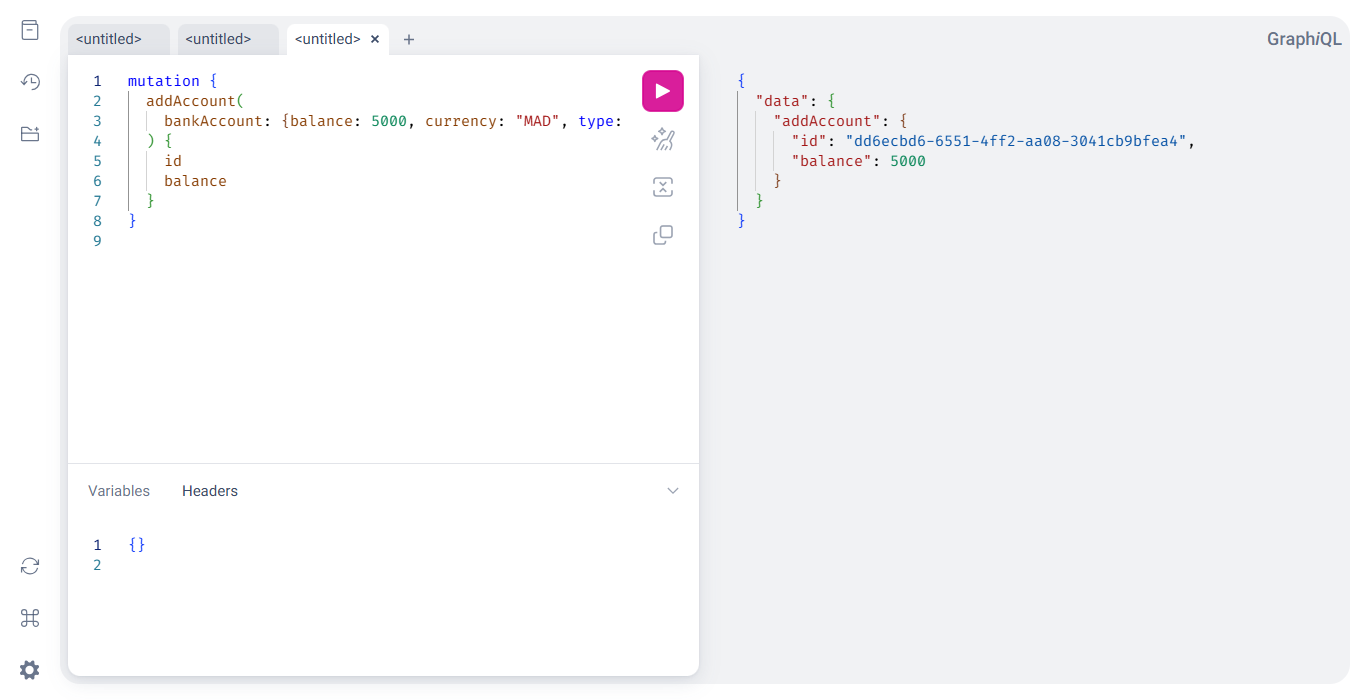 <untitled> <untitled> <untitled> × +
GraphiQL
1 mutation {
2 addAccount(
3 bankAccount: {balance: 5000, currency: "MAD", type:
4 ) {
5 id
6 balance
7 }
8 }
9
Variables Headers
1 {}
2
{
"data": {
"addAccount": {
"id": "dd6ecbd6-6551-4ff2-aa08-3041cb9bfea4",
"balance": 5000
}
}
}